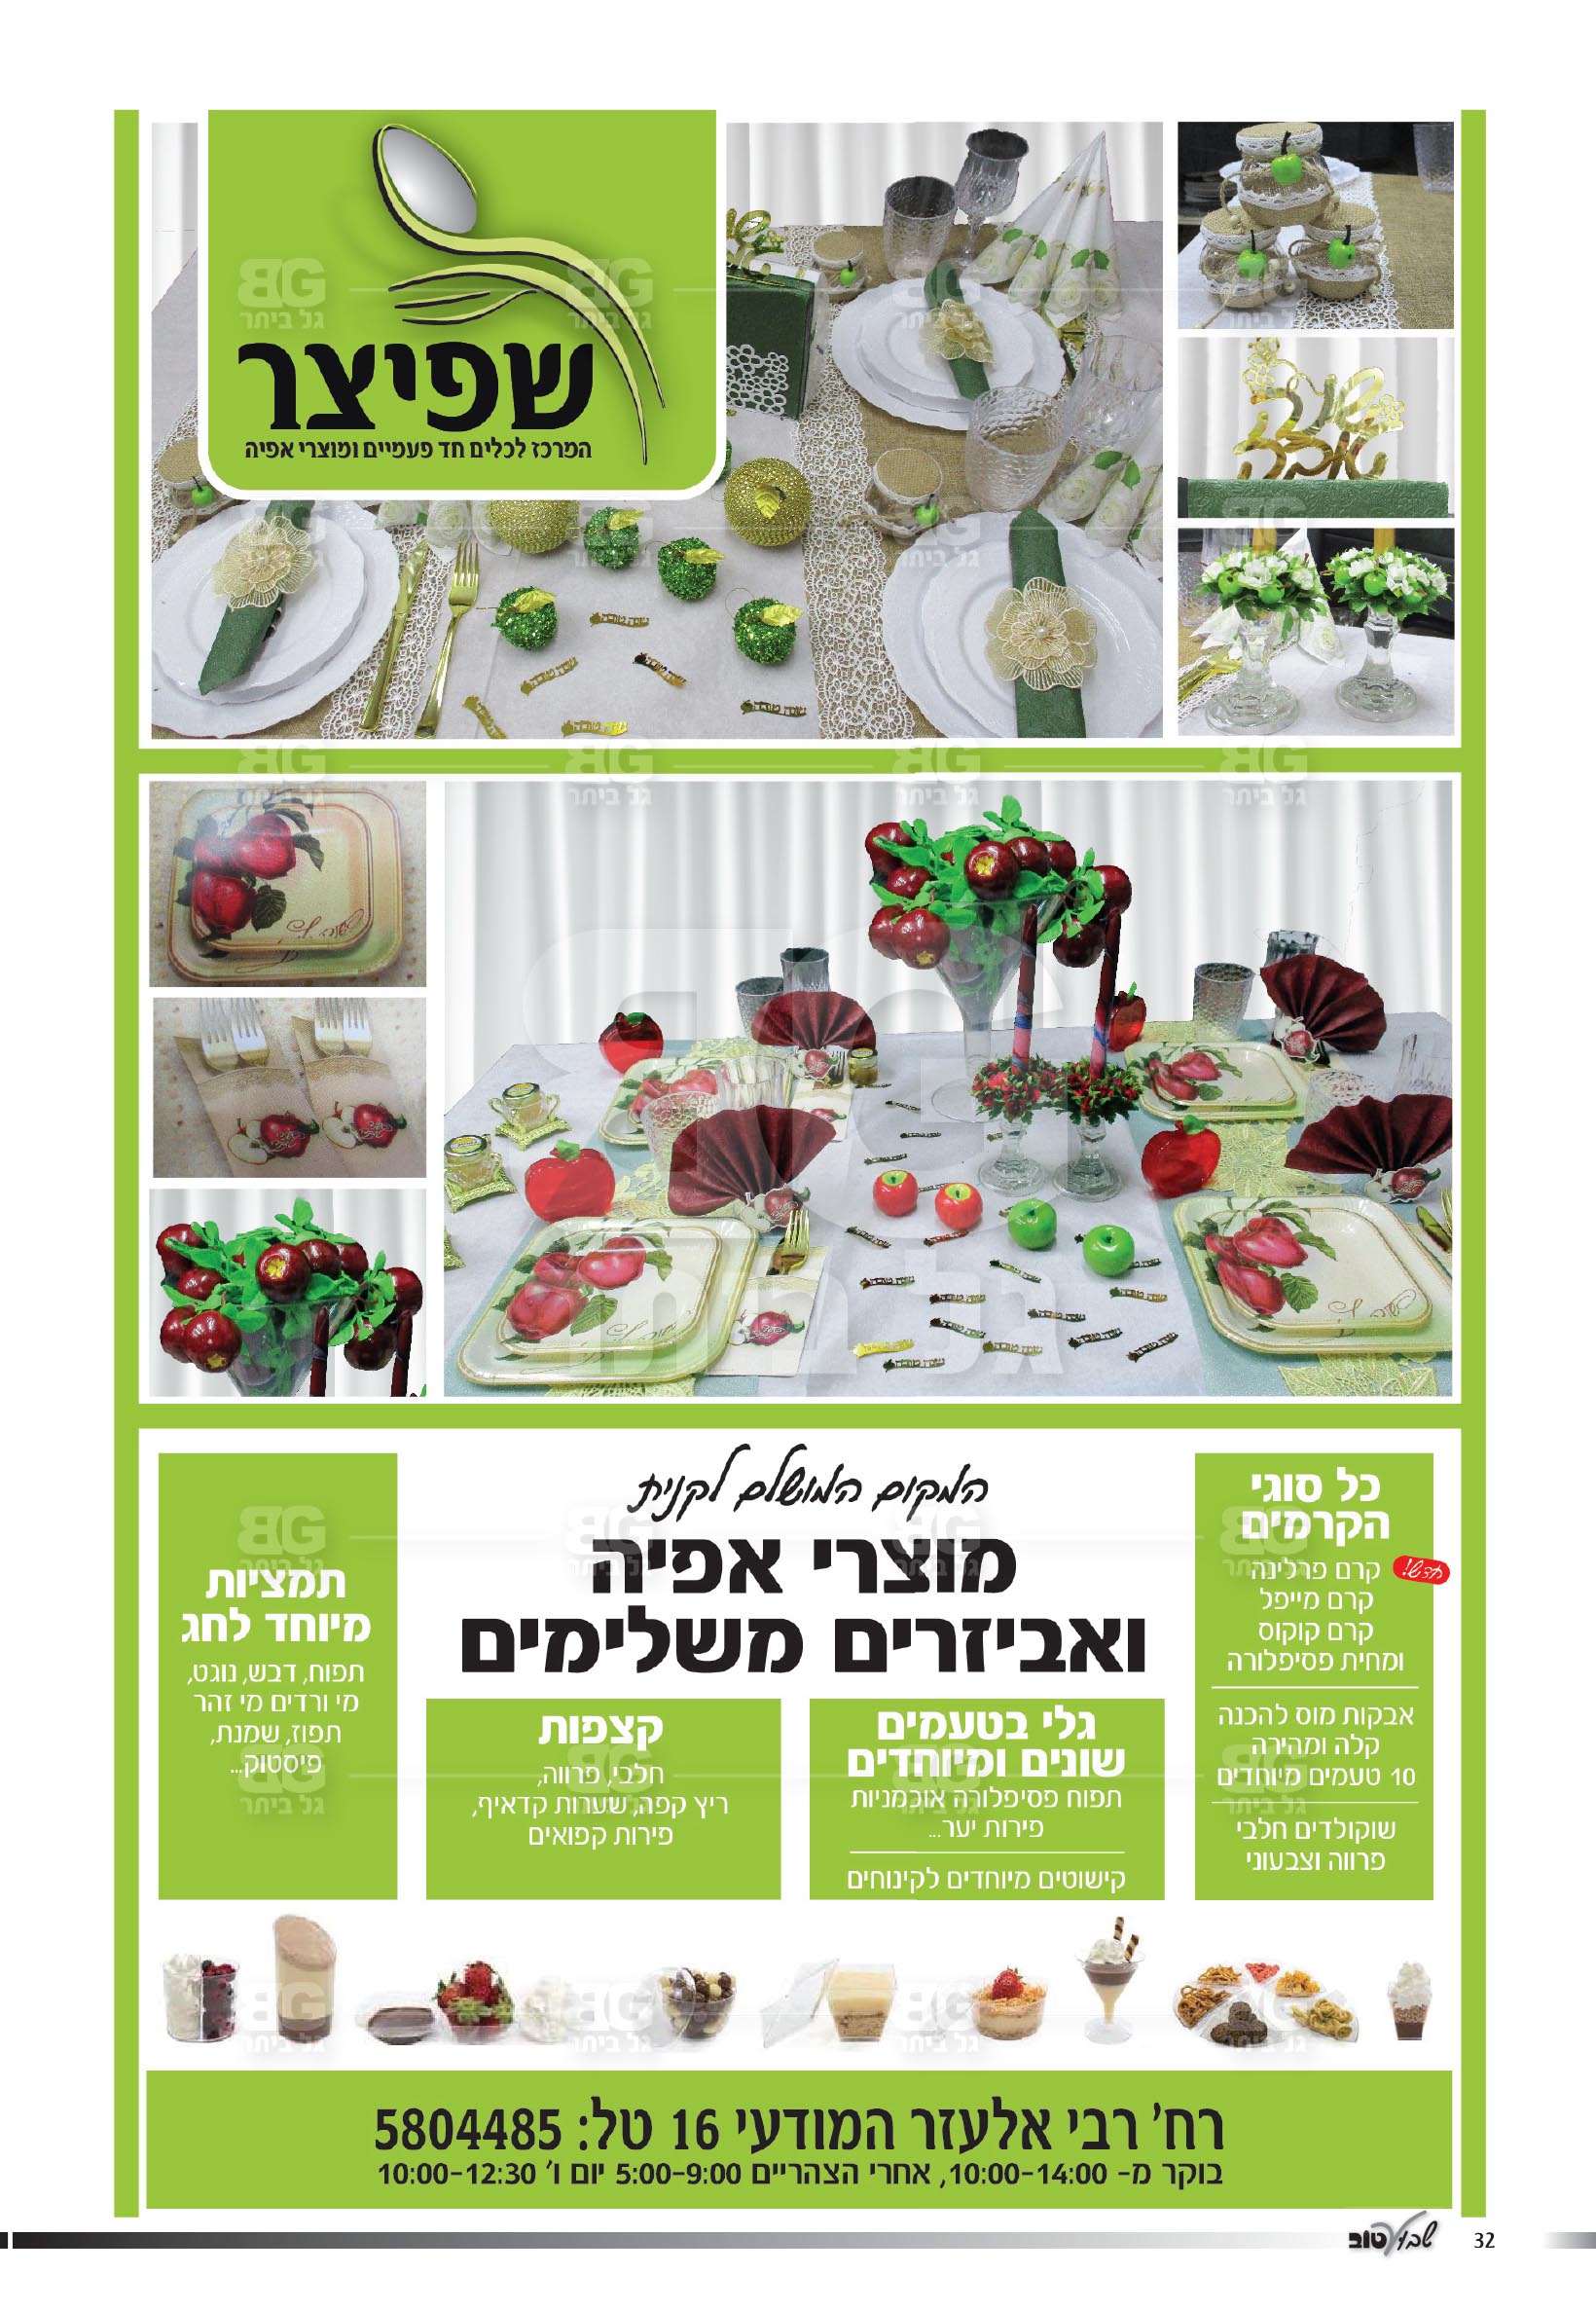 שפיצר
המרכז לכלים חד פעמיים ומוצרי אפיה
שנה טובה
המקום המושלם לקנית
מוצרי אפיה
ואביזרים משלימים
כל סוגי
הקרמים
חדש!
קרם פרלינה
קרם מייפל
קרם קוקוס
ומחית פסיפלורה
אבקות מוס להכנה
קלה ומהירה
10 טעמים מיוחדים
שוקולדים חלבי
פרווה וצבעוני
גלי בטעמים
שונים ומיוחדים
תפוח פסיפלורה אוכמניות
פירות יער...
קישוטים מיוחדים לקינוחים
קצפות
חלבי, פרווה,
ריץ קפה, שערות קדאיף,
פירות קפואים
תמציות
מיוחד לחג
תפוח, דבש, נוגט,
מי ורדים מי זהר
תפוז, שמנת,
פיסטוק...
רח' רבי אלעזר המודעי 16 טל: 5804485
בוקר מ- 10:00-14:00, אחרי הצהריים 5:00-9:00 יום ו' 10:00-12:30
שבוע טוב
32
BG
גל ביתר